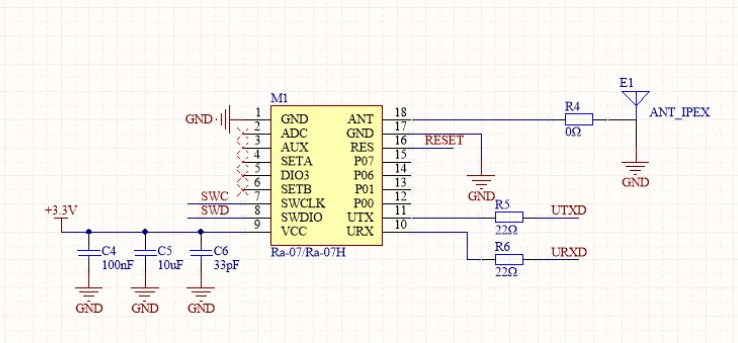 M1
GND 1 GND ANT 18
2 ADC GND 17
3 AUX RES 16 RESET
4 SETA P07 15
5 DIO3 P06 14
6 SETB P01 13
SWC 7 SWCLK P00 12
SWD 8 SWDIO UTX 11
9 VCC URX 10
Ra-07/Ra-07H
+3.3V
C4
100nF
C5
10uF
C6
33pF
GND
GND
GND
GND
R4
0Ω
E1
ANT_IPEX
GND
R5
22Ω
UTXD
R6
22Ω
URXD